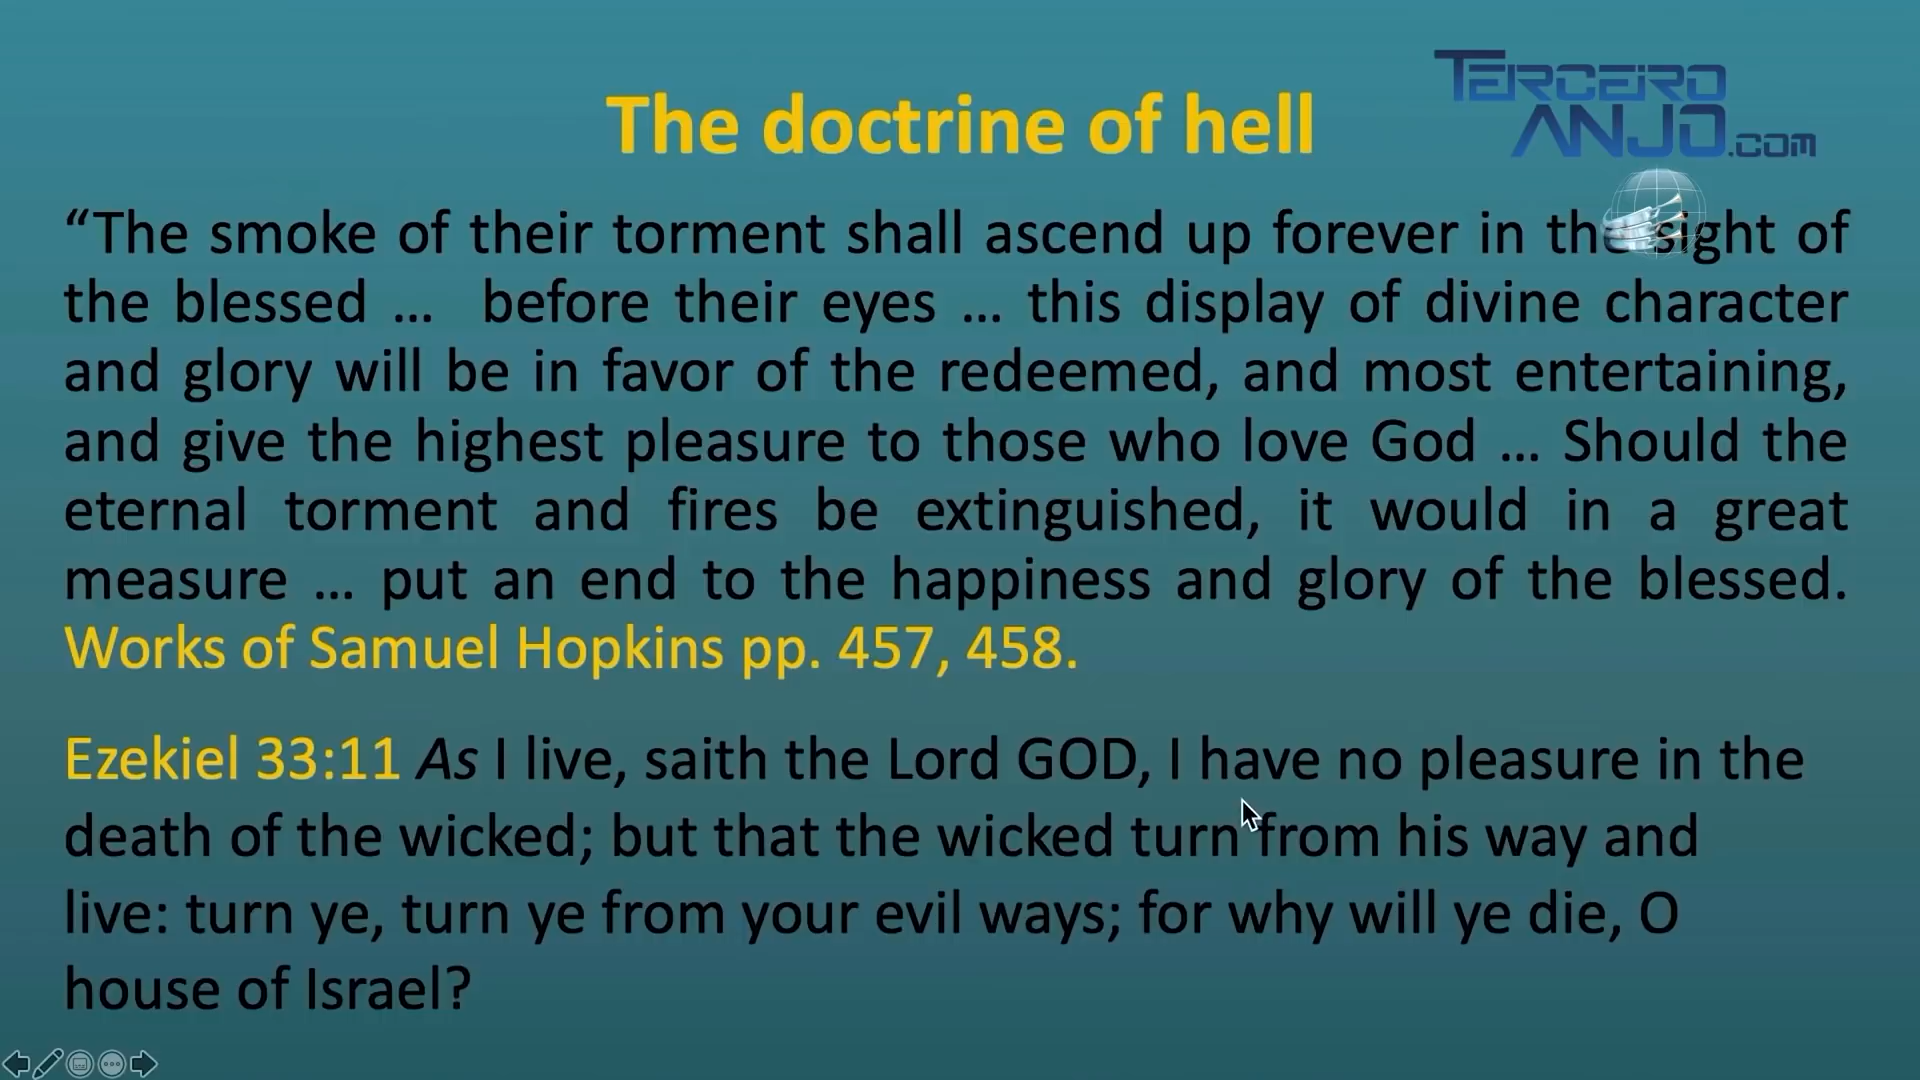 TERCEIRO
ANJO.COM
The doctrine of hell
“The smoke of their torment shall ascend up forever in the sight of
the blessed … before their eyes … this display of divine character
and glory will be in favor of the redeemed, and most entertaining,
and give the highest pleasure to those who love God … Should the
eternal torment and fires be extinguished, it would in a great
measure … put an end to the happiness and glory of the blessed.
Works of Samuel Hopkins pp. 457, 458.
Ezekiel 33:11 As I live, saith the Lord GOD, I have no pleasure in the
death of the wicked; but that the wicked turn from his way and
live: turn ye, turn ye from your evil ways; for why will ye die, O
house of Israel?